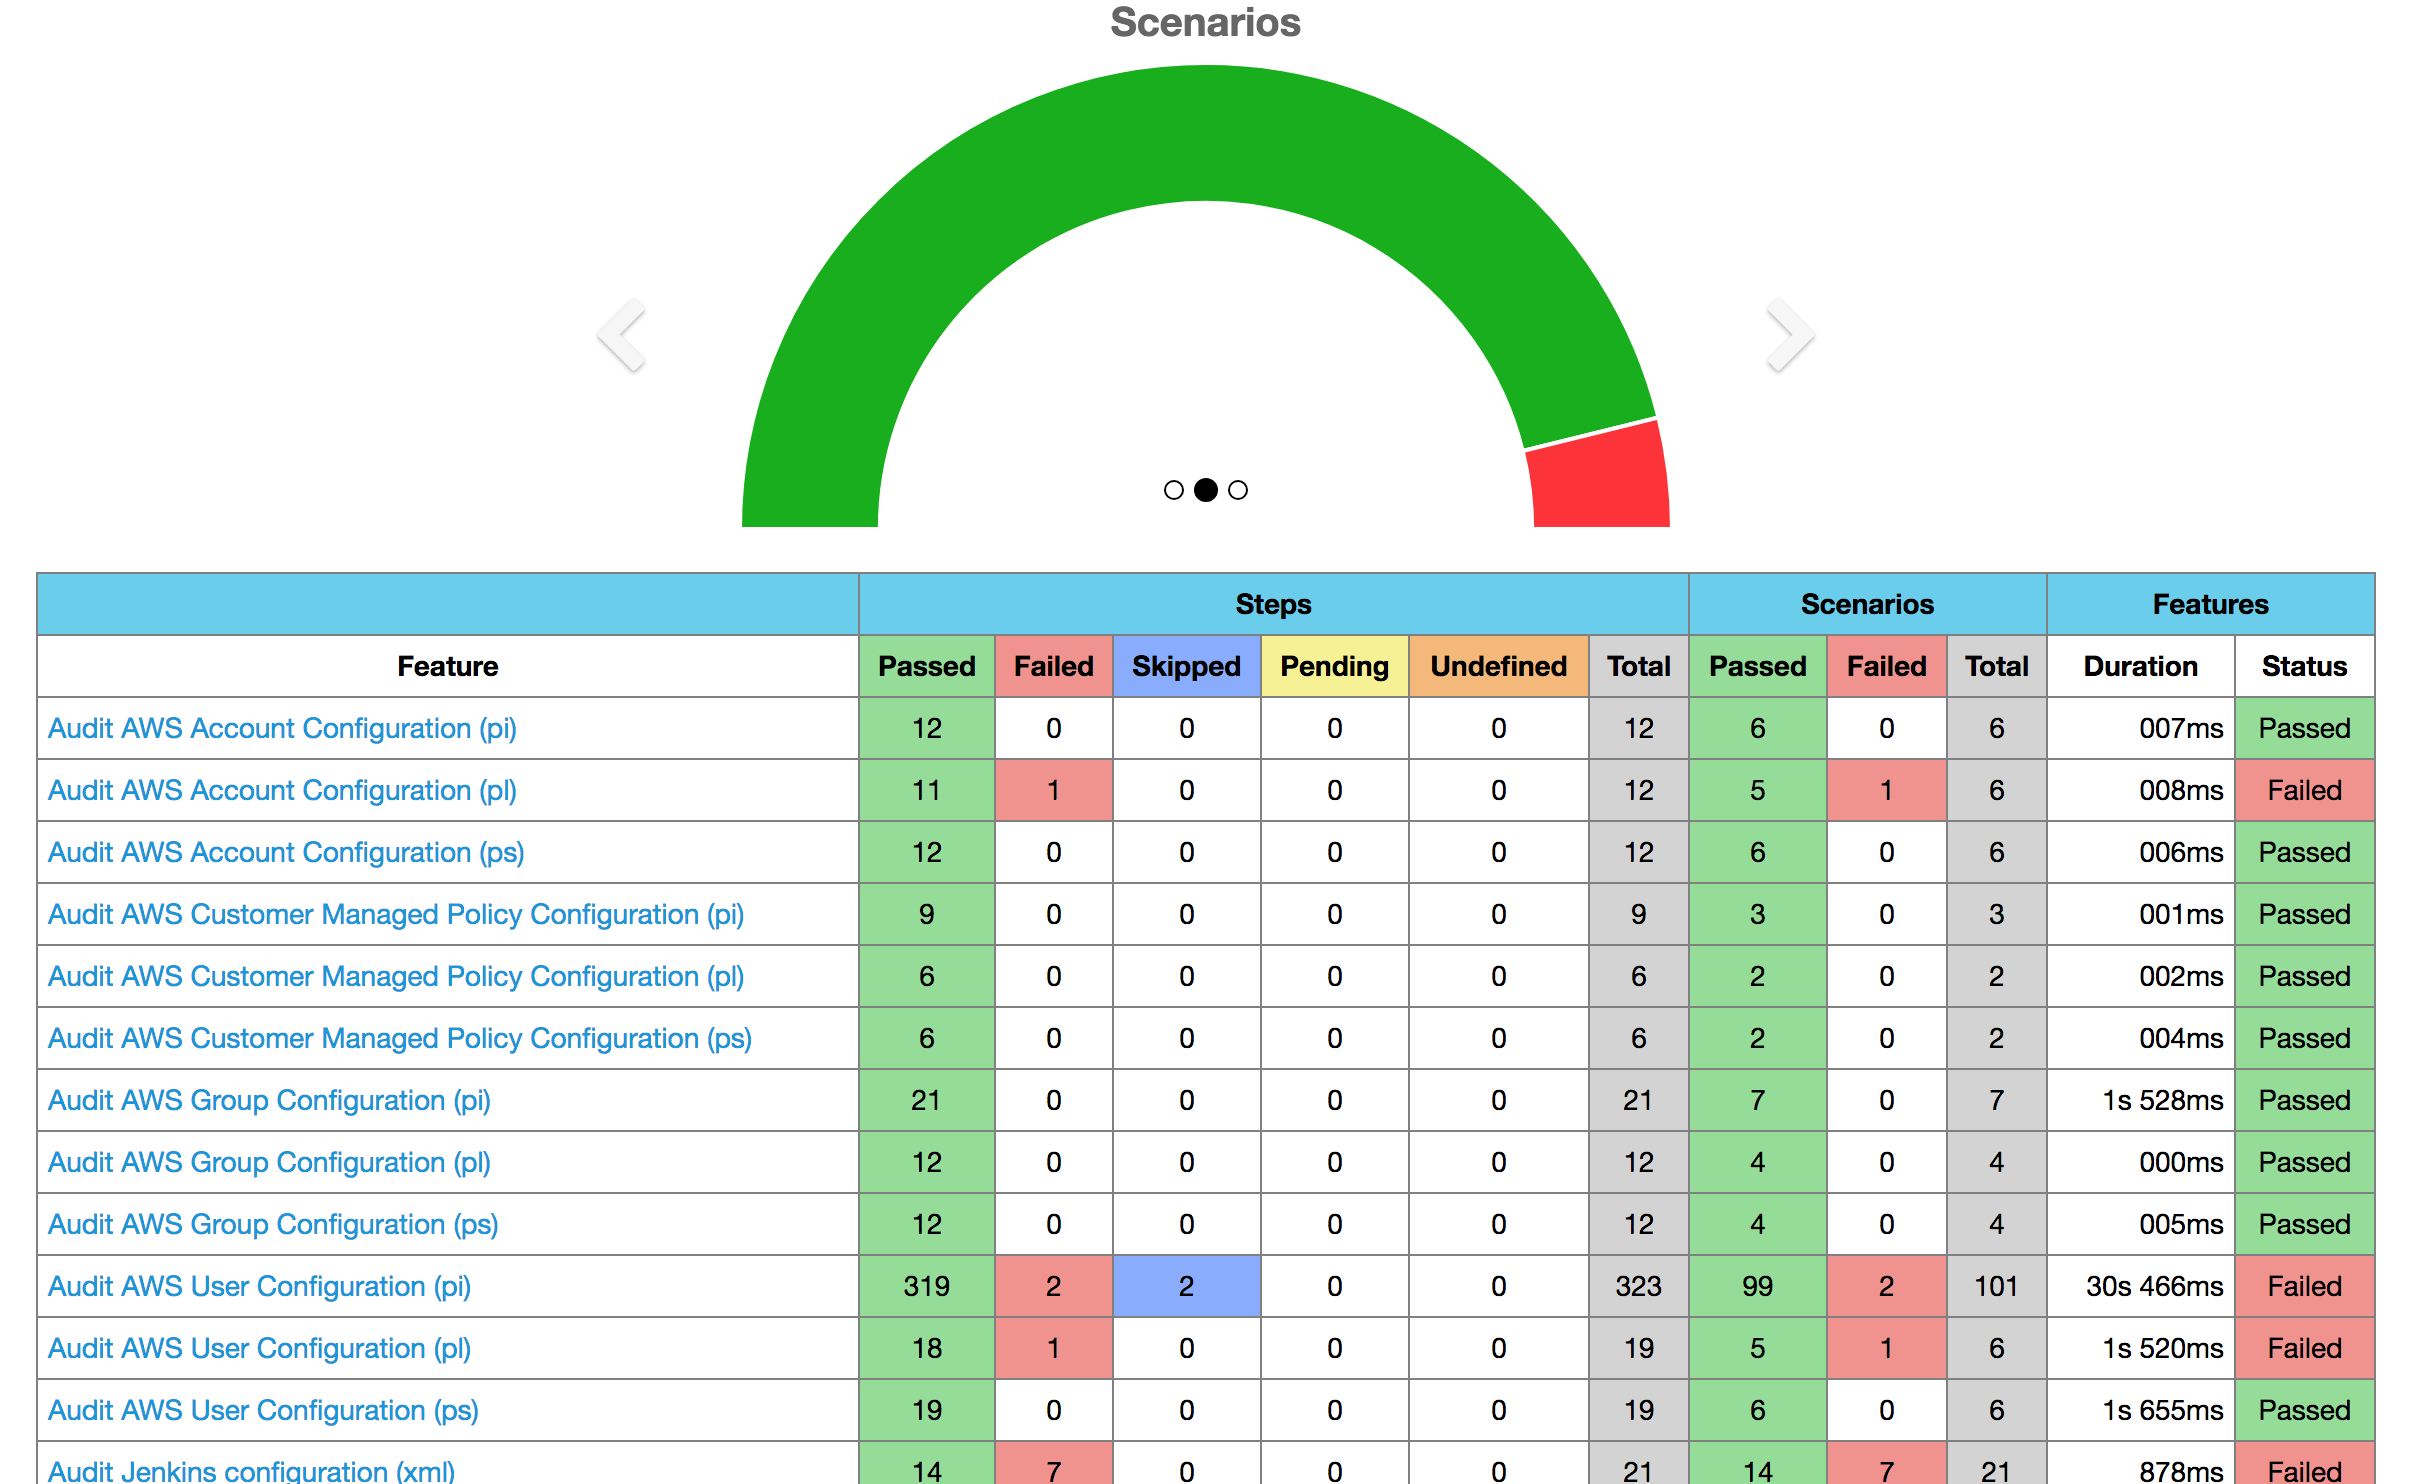 Scenarios
Steps Scenarios Features
Feature Passed Failed Skipped Pending Undefined Total Passed Failed Total Duration Status
Audit AWS Account Configuration (pi) 12 0 0 0 0 12 6 0 6 007ms Passed
Audit AWS Account Configuration (pl) 11 1 0 0 0 12 5 1 6 008ms Failed
Audit AWS Account Configuration (ps) 12 0 0 0 0 12 6 0 6 006ms Passed
Audit AWS Customer Managed Policy Configuration (pi) 9 0 0 0 0 9 3 0 3 001ms Passed
Audit AWS Customer Managed Policy Configuration (pl) 6 0 0 0 0 6 2 0 2 002ms Passed
Audit AWS Customer Managed Policy Configuration (ps) 6 0 0 0 0 6 2 0 2 004ms Passed
Audit AWS Group Configuration (pi) 21 0 0 0 0 21 7 0 7 1s 528ms Passed
Audit AWS Group Configuration (pl) 12 0 0 0 0 12 4 0 4 000ms Passed
Audit AWS Group Configuration (ps) 12 0 0 0 0 12 4 0 4 005ms Passed
Audit AWS User Configuration (pi) 319 2 2 0 0 323 99 2 101 30s 466ms Failed
Audit AWS User Configuration (pl) 18 1 0 0 0 19 5 1 6 1s 520ms Failed
Audit AWS User Configuration (ps) 19 0 0 0 0 19 6 0 6 1s 655ms Passed
Audit Jenkins configuration (xml) 14 7 0 0 0 21 14 7 21 878ms Failed